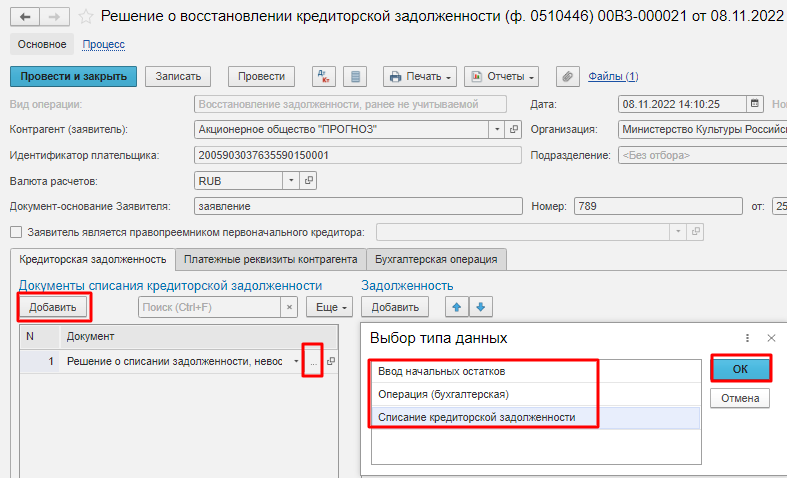 Решение о восстановлении кредиторской задолженности (ф. 0510446) 00ВЗ-000021 от 08.11.2022
Основное Процесс
Провести и закрыть Записать Провести Дт Кт Печать Отчеты Файлы (1)
Вид операции: Восстановление задолженности, ранее не учитываемой Дата: 08.11.2022 14:10:25 Но
Контрагент (заявитель): Акционерное общество "ПРОГНОЗ" Организация: Министерство Культуры Российск
Идентификатор плательщика: 2005903037635590150001 Подразделение: <Без отбора>
Валюта расчетов: RUB
Документ-основание Заявителя: заявление Номер: 789 от: 25
Заявитель является правопреемником первоначального кредитора:
Кредиторская задолженность Платежные реквизиты контрагента Бухгалтерская операция
Документы списания кредиторской задолженности Задолженность
Добавить Поиск (Ctrl+F) × Еще Добавить
N Документ
1 Решение о списании задолженности, невос ...
Выбор типа данных
Ввод начальных остатков
Операция (бухгалтерская)
Списание кредиторской задолженности
ОК
Отмена